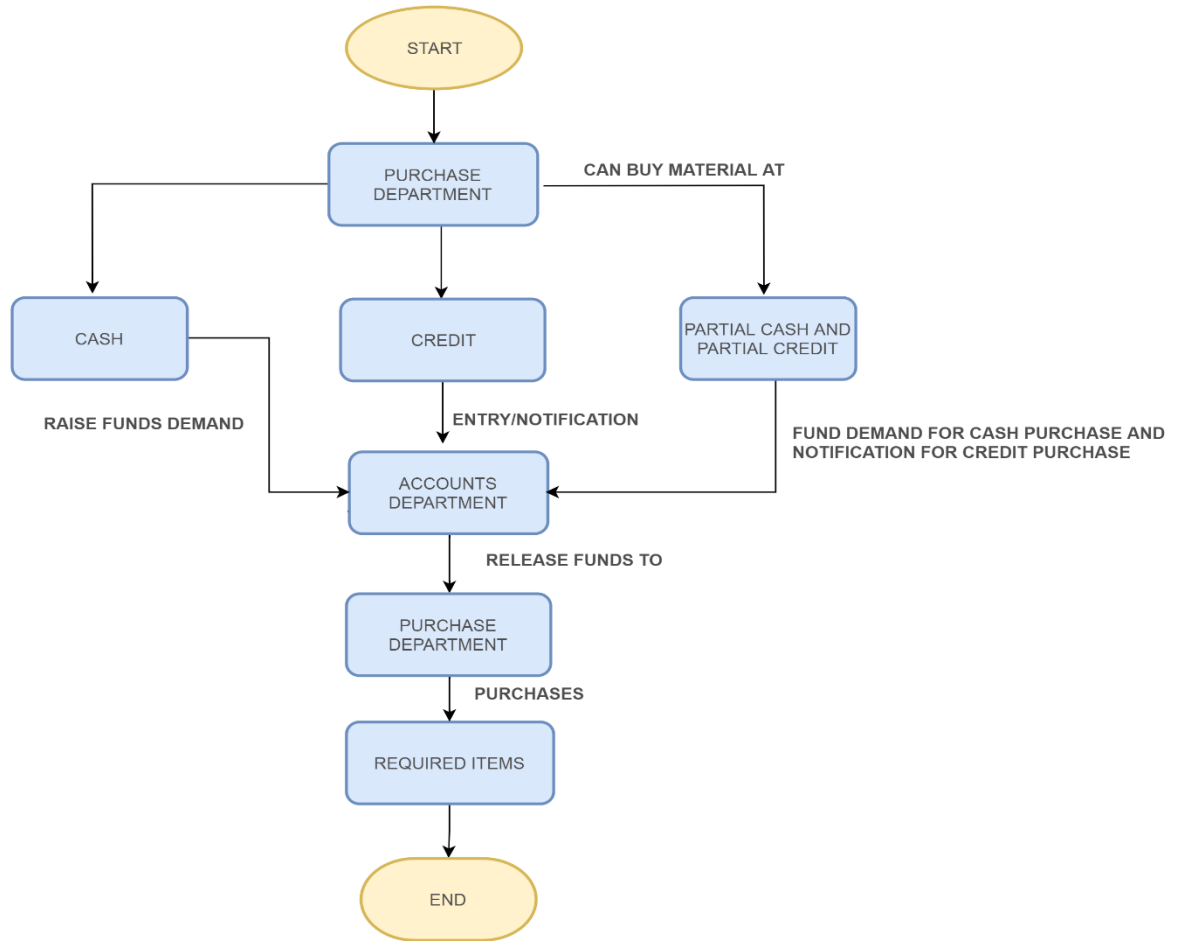 START
PURCHASE
DEPARTMENT
CAN BUY MATERIAL AT
CASH
CREDIT
PARTIAL CASH AND
PARTIAL CREDIT
RAISE FUNDS DEMAND
ENTRY/NOTIFICATION
FUND DEMAND FOR CASH PURCHASE AND
NOTIFICATION FOR CREDIT PURCHASE
ACCOUNTS
DEPARTMENT
RELEASE FUNDS TO
PURCHASE
DEPARTMENT
PURCHASES
REQUIRED ITEMS
END